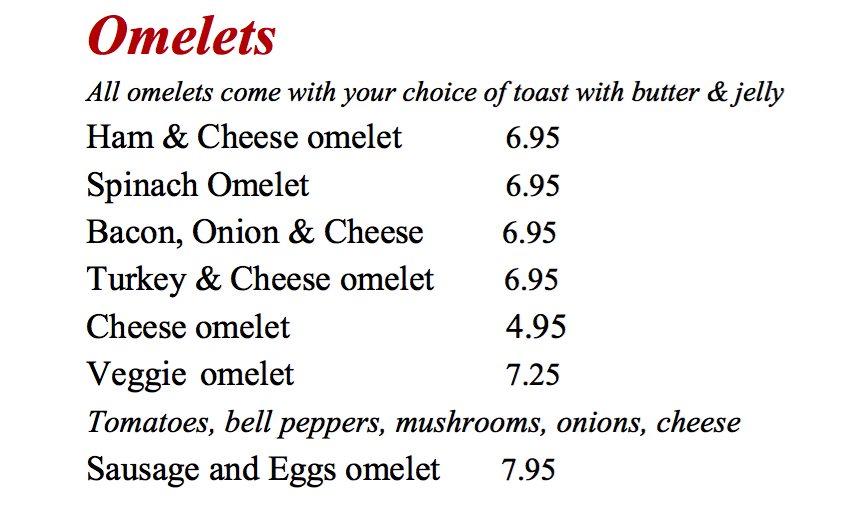 Omelets
All omelets come with your choice of toast with butter & jelly
Ham & Cheese omelet 6.95
Spinach Omelet 6.95
Bacon, Onion & Cheese 6.95
Turkey & Cheese omelet 6.95
Cheese omelet 4.95
Veggie omelet 7.25
Tomatoes, bell peppers, mushrooms, onions, cheese
Sausage and Eggs omelet 7.95